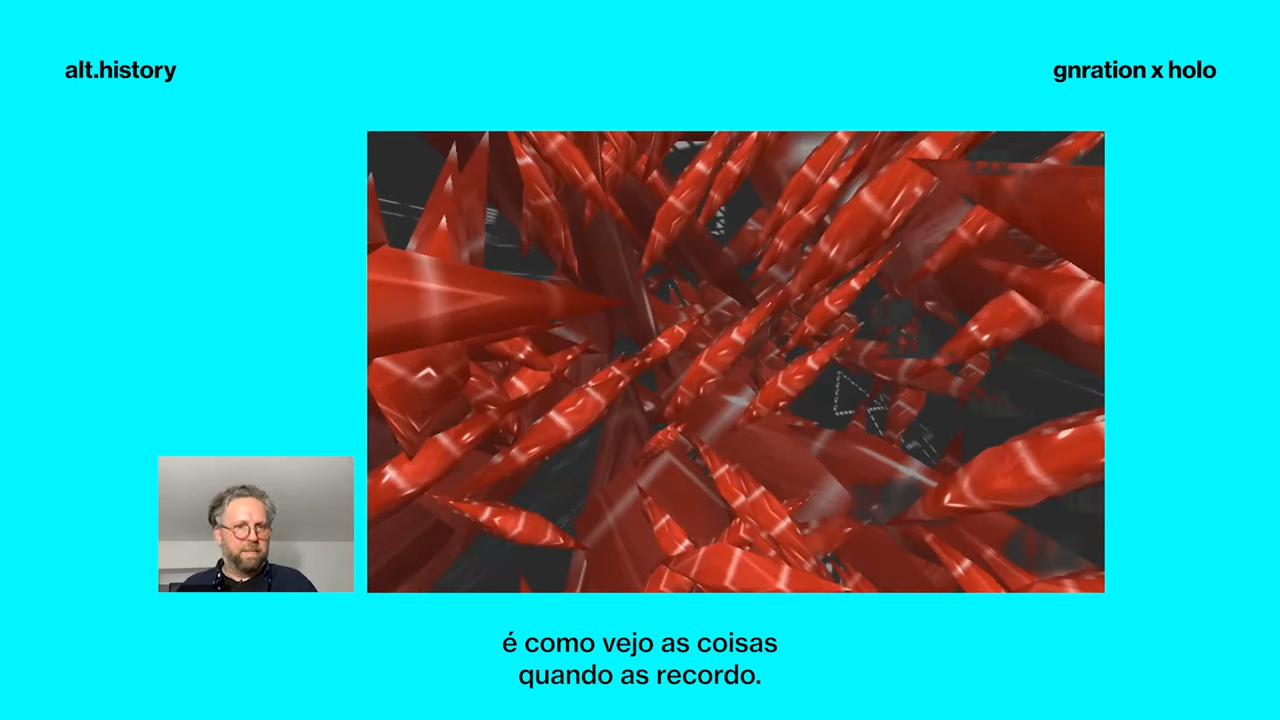 alt.history
gnration x holo
é como vejo as coisas
quando as recordo.